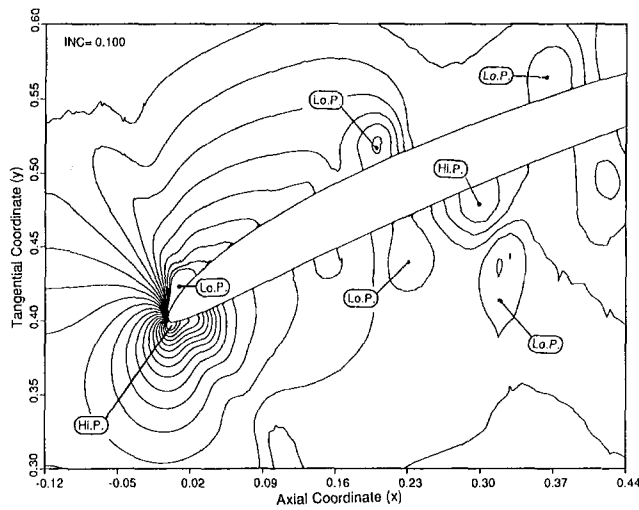 INC= 0.100
0.60
0.55
0.50
0.45
0.40
0.35
0.30
Tangential Coordinate (y)
Lo.P.
Lo.P.
Hi.P.
Lo.P.
Lo.P.
Lo.P.
Hi.P.
-0.12 -0.05 0.02 0.09 0.16 0.23 0.30 0.37 0.44
Axial Coordinate (x)